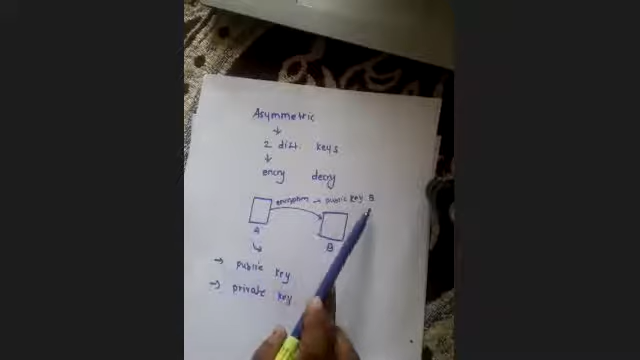 Asymmetric
2 diff. keys
encry decry
encryption → public key B
A
B
→ public key
→ private key